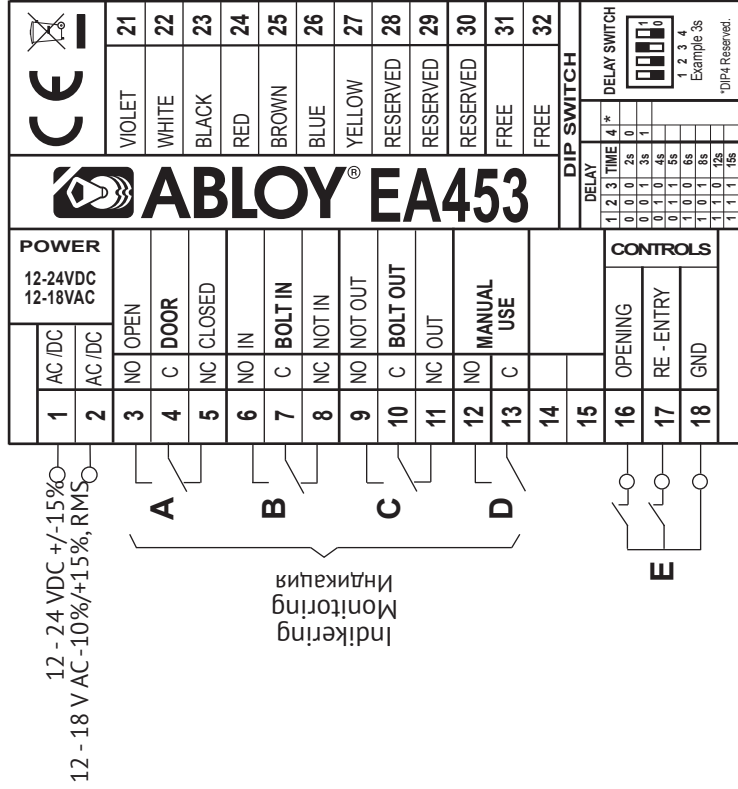 12 - 24 VDC +/-15%
12 - 18 V AC -10%/+15%, RMS
Indikering
Monitoring
Индикация
A
B
C
D
E
POWER
12-24VDC
12-18VAC
1 AC /DC
2 AC /DC
3 NO OPEN
4 C DOOR
5 NC CLOSED
6 NO IN
7 C BOLT IN
8 NC NOT IN
9 NO NOT OUT
10 C BOLT OUT
11 NC OUT
12 NO MANUAL
13 C USE
14
15
CONTROLS
16 OPENING
17 RE - ENTRY
18 GND
ABLOY® EA453
CE
VIOLET 21
WHITE 22
BLACK 23
RED 24
BROWN 25
BLUE 26
YELLOW 27
RESERVED 28
RESERVED 29
RESERVED 30
FREE 31
FREE 32
DIP SWITCH
DELAY
1 2 3 TIME 4 *
0 0 0 2s 0
0 0 1 3s 1
0 1 0 4s
0 1 1 5s
1 0 0 6s
1 0 1 8s
1 1 0 12s
1 1 1 15s
DELAY SWITCH
1
0
1 2 3 4
Example 3s
*DIP4 Reserved.